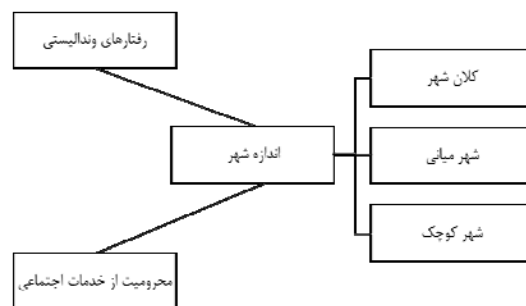 رفتارهای وندالیستی
کلان شهر
اندازه شهر
شهر میانی
شهر کوچک
محرومیت از خدمات اجتماعی